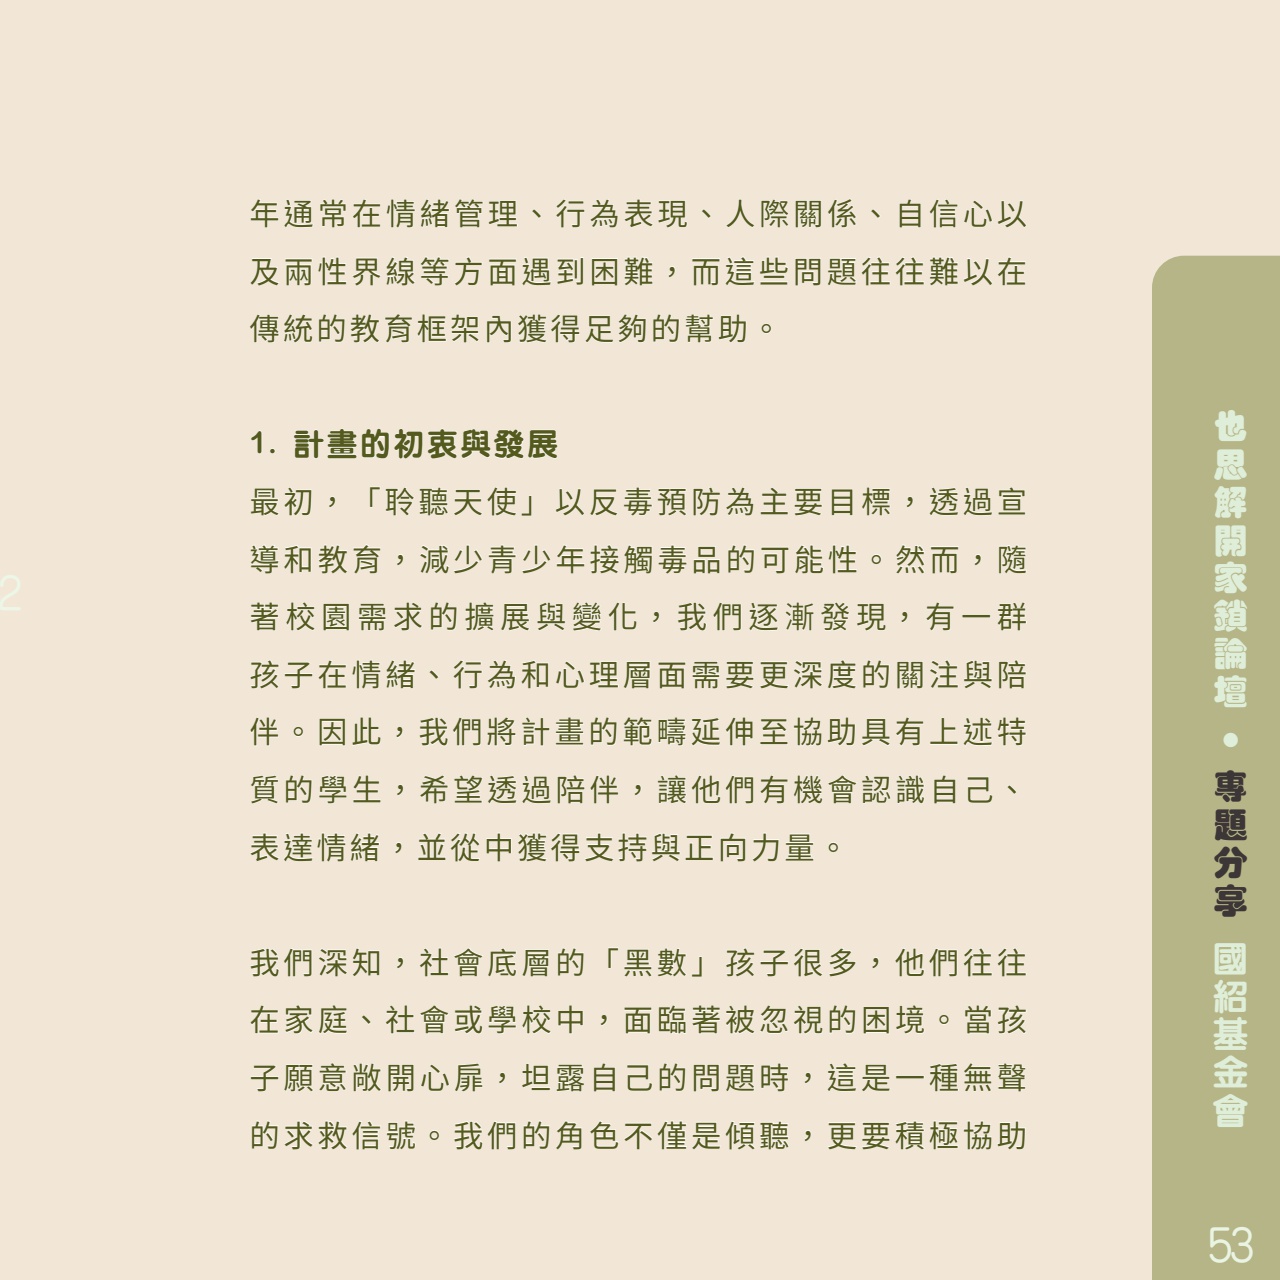 年通常在情緒管理、行為表現、人際關係、自信心以
及兩性界線等方面遇到困難，而這些問題往往難以在
傳統的教育框架內獲得足夠的幫助。
1. 計畫的初衷與發展
最初，「聆聽天使」以反毒預防為主要目標，透過宣
導和教育，減少青少年接觸毒品的可能性。然而，隨
著校園需求的擴展與變化，我們逐漸發現，有一群
孩子在情緒、行為和心理層面需要更深度的關注與陪
伴。因此，我們將計畫的範疇延伸至協助具有上述特
質的學生，希望透過陪伴，讓他們有機會認識自己、
表達情緒，並從中獲得支持與正向力量。
我們深知，社會底層的「黑數」孩子很多，他們往往
在家庭、社會或學校中，面臨著被忽視的困境。當孩
子願意敞開心扉，坦露自己的問題時，這是一種無聲
的求救信號。我們的角色不僅是傾聽，更要積極協助
也思解開家鎖論壇 • 專題分享 國紹基金會
53
2